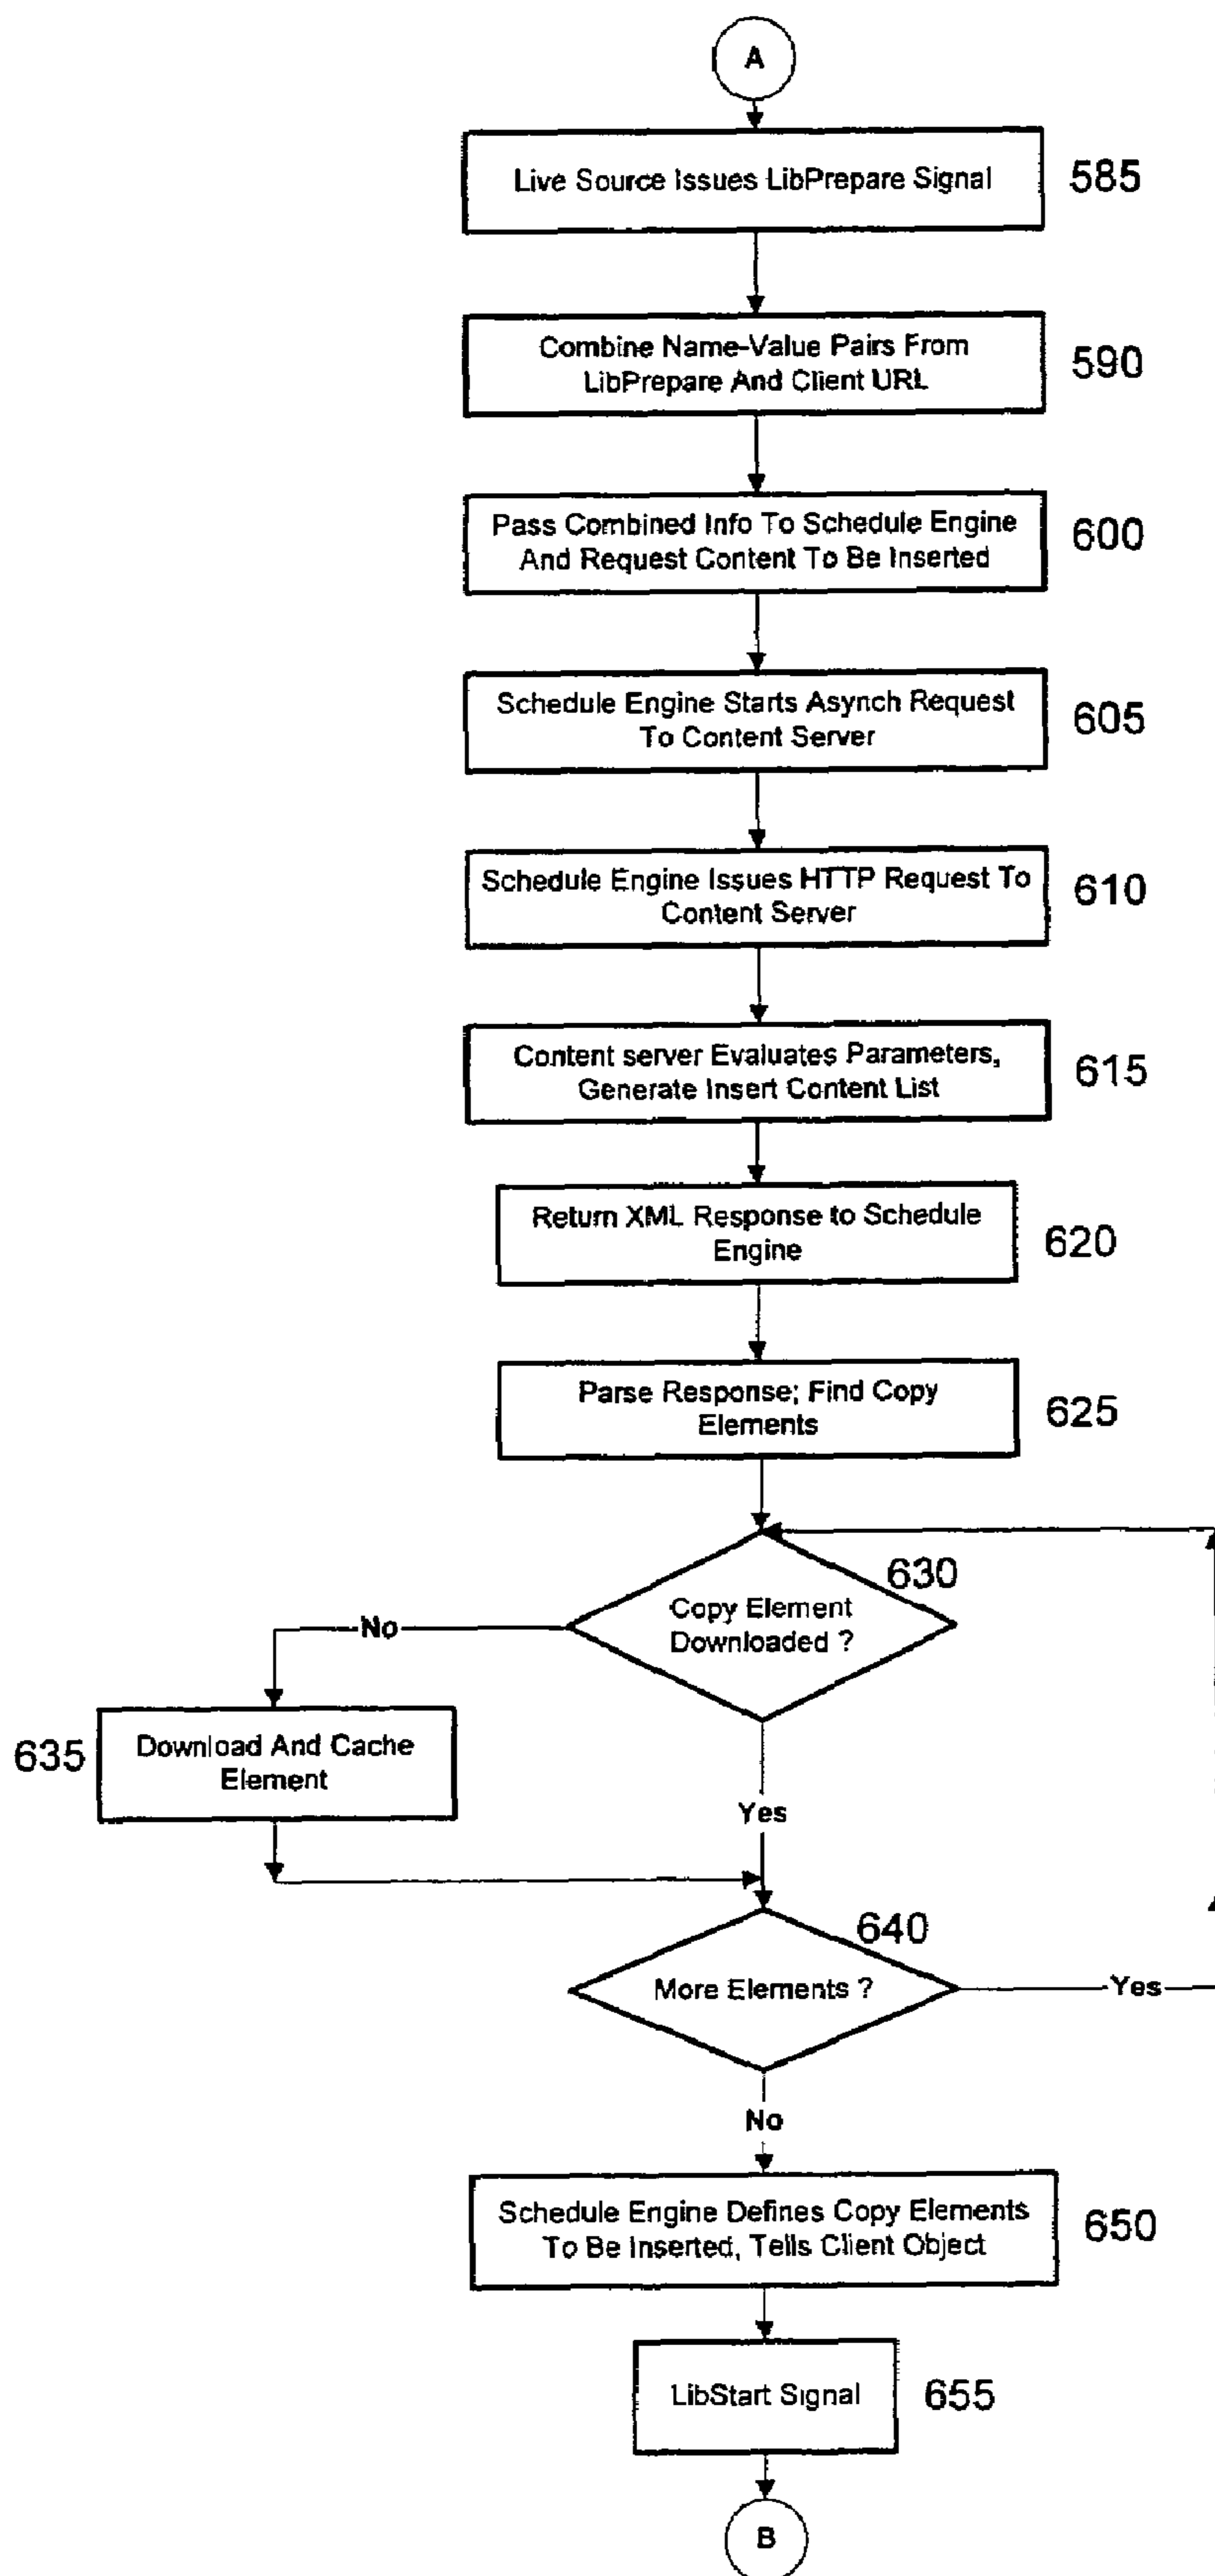 A
Live Source Issues LibPrepare Signal
585
Combine Name-Value Pairs From
LibPrepare And Client URL
590
Pass Combined Info To Schedule Engine
And Request Content To Be Inserted
600
Schedule Engine Starts Asynch Request
To Content Server
605
Schedule Engine Issues HTTP Request To
Content Server
610
Content server Evaluates Parameters,
Generate Insert Content List
615
Return XML Response to Schedule
Engine
620
Parse Response; Find Copy
Elements
625
630
Copy Element
Downloaded ?
No
635
Download And Cache
Element
Yes
640
More Elements ?
Yes
No
Schedule Engine Defines Copy Elements
To Be Inserted, Tells Client Object
650
LibStart Signal
655
B